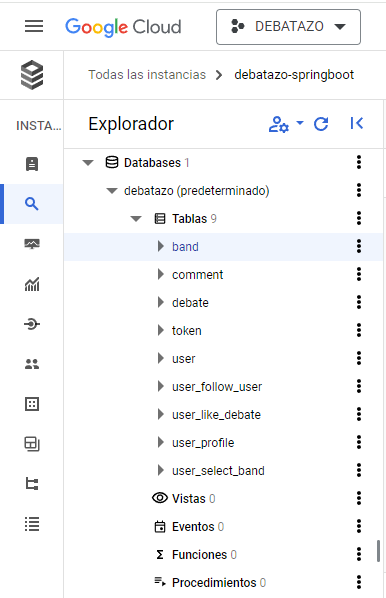 Google Cloud DEBATAZO
Todas las instancias debatazo-springboot
INSTA... Explorador
Databases 1
debatazo (predeterminado)
Tablas 9
band
comment
debate
token
user
user_follow_user
user_like_debate
user_profile
user_select_band
Vistas 0
Eventos 0
Funciones 0
Procedimientos 0